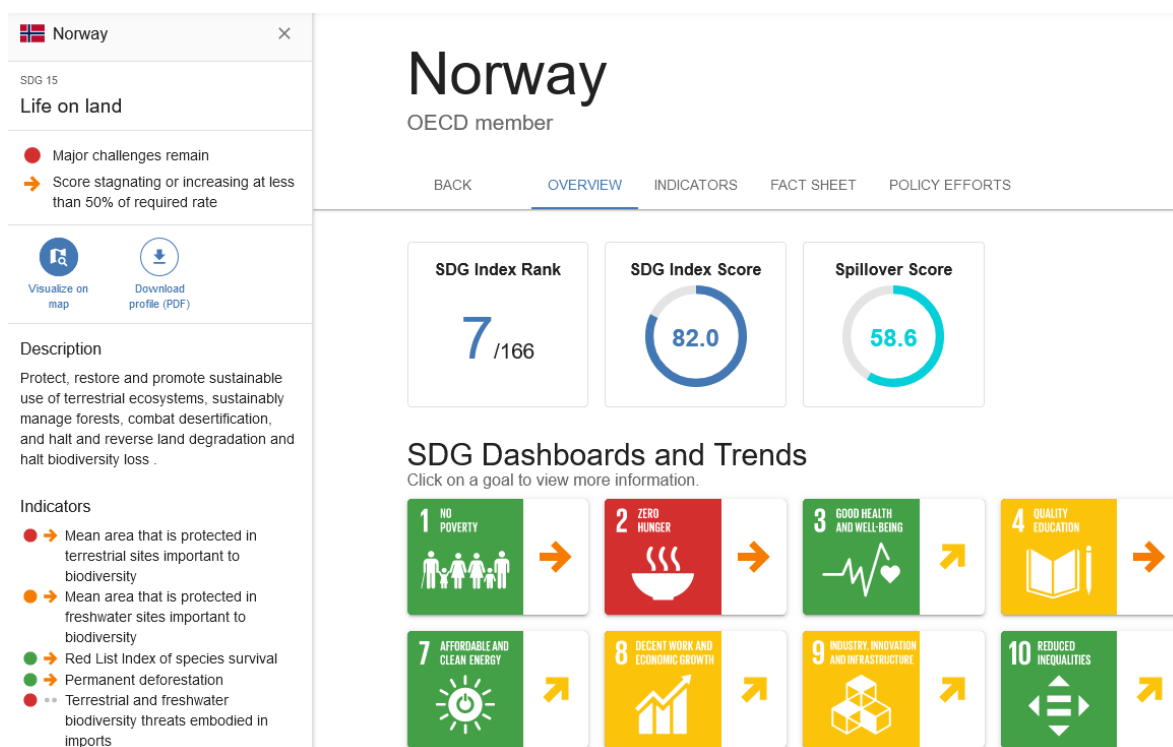 Norway
SDG 15
Life on land
Major challenges remain
Score stagnating or increasing at less
than 50% of required rate
Visualize on
map
Download
profile (PDF)
Description
Protect, restore and promote sustainable
use of terrestrial ecosystems, sustainably
manage forests, combat desertification,
and halt and reverse land degradation and
halt biodiversity loss .
Indicators
Mean area that is protected in
terrestrial sites important to
biodiversity
Mean area that is protected in
freshwater sites important to
biodiversity
Red List Index of species survival
Permanent deforestation
Terrestrial and freshwater
biodiversity threats embodied in
imports
Norway
OECD member
BACK OVERVIEW INDICATORS FACT SHEET POLICY EFFORTS
SDG Index Rank
7/166
SDG Index Score
82.0
Spillover Score
58.6
SDG Dashboards and Trends
Click on a goal to view more information.
1 NO
POVERTY
2 ZERO
HUNGER
3 GOOD HEALTH
AND WELL-BEING
4 QUALITY
EDUCATION
7 AFFORDABLE AND
CLEAN ENERGY
8 DECENT WORK AND
ECONOMIC GROWTH
9 INDUSTRY, INNOVATION
AND INFRASTRUCTURE
10 REDUCED
INEQUALITIES